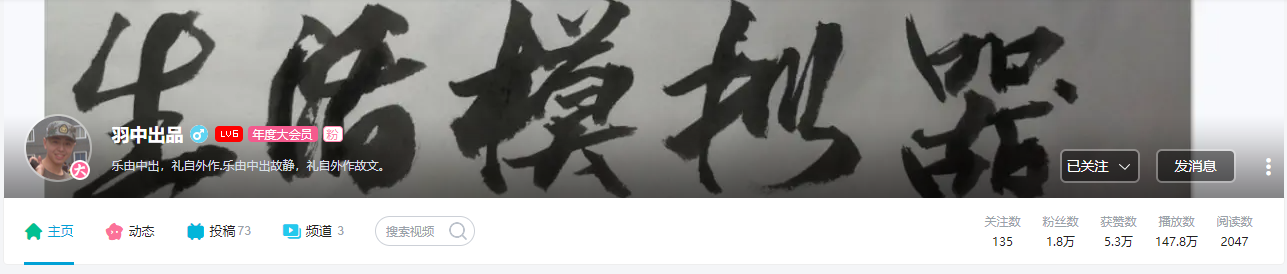 生活模拟器
羽中出品 LV6 年度大会员 粉
大
乐由中出，礼自外作.乐由中出故静，礼自外作故文。
已关注 发消息
主页 动态 投稿 73 频道 3 搜索视频
关注数 粉丝数 获赞数 播放数 阅读数
135 1.8万 5.3万 147.8万 2047